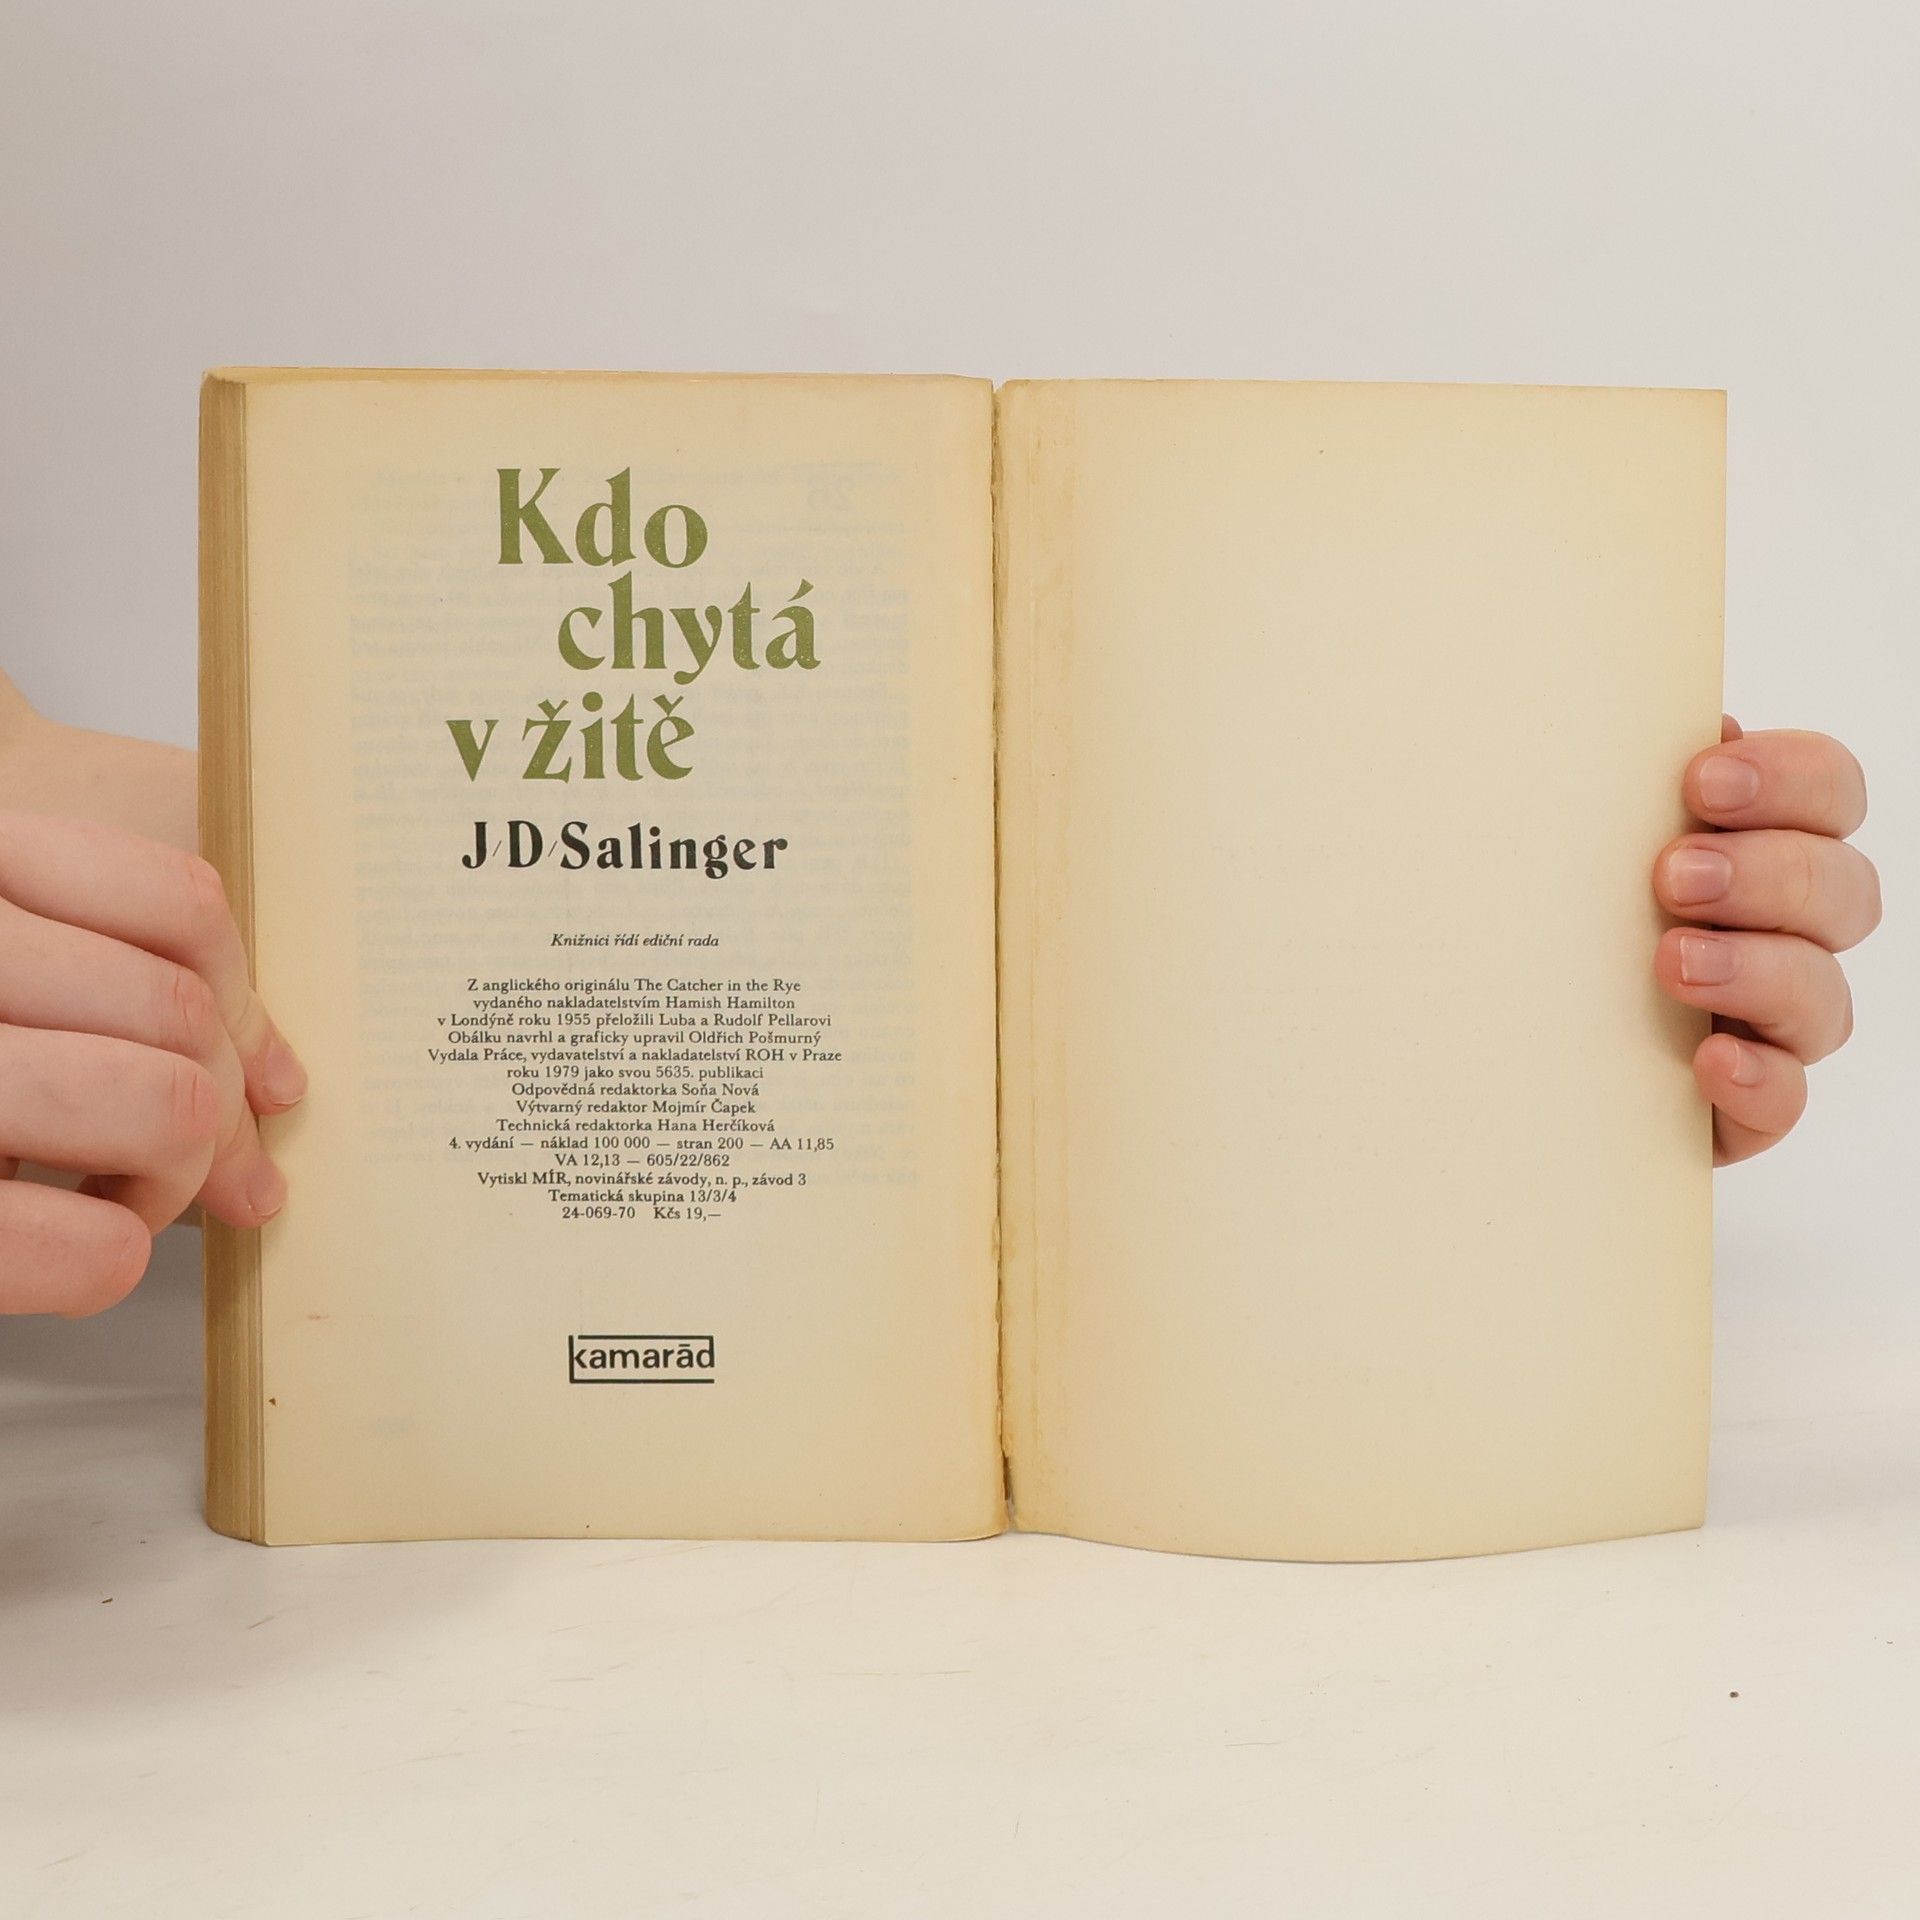 Kdo
chytá
v žitě
J/D/Salinger
Knižnici řídí ediční rada
Z anglického originálu The Catcher in the Rye
vydaného nakladatelstvím Hamish Hamilton
v Londýně roku 1955 přeložili Luba a Rudolf Pellarovi
Obálku navrhl a graficky upravil Oldřich Pošmurný
Vydala Práce, vydavatelství a nakladatelství ROH v Praze
roku 1979 jako svou 5635. publikaci
Odpovědná redaktorka Soňa Nová
Výtvarný redaktor Mojmír Čapek
Technická redaktorka Hana Herčíková
4. vydání — náklad 100 000 — stran 200 — AA 11,85
VA 12,13 — 605/22/862
Vytiskl MÍR, novinářské závody, n. p., závod 3
Tematická skupina 13/3/4
24-069-70 Kčs 19,—
kamarād